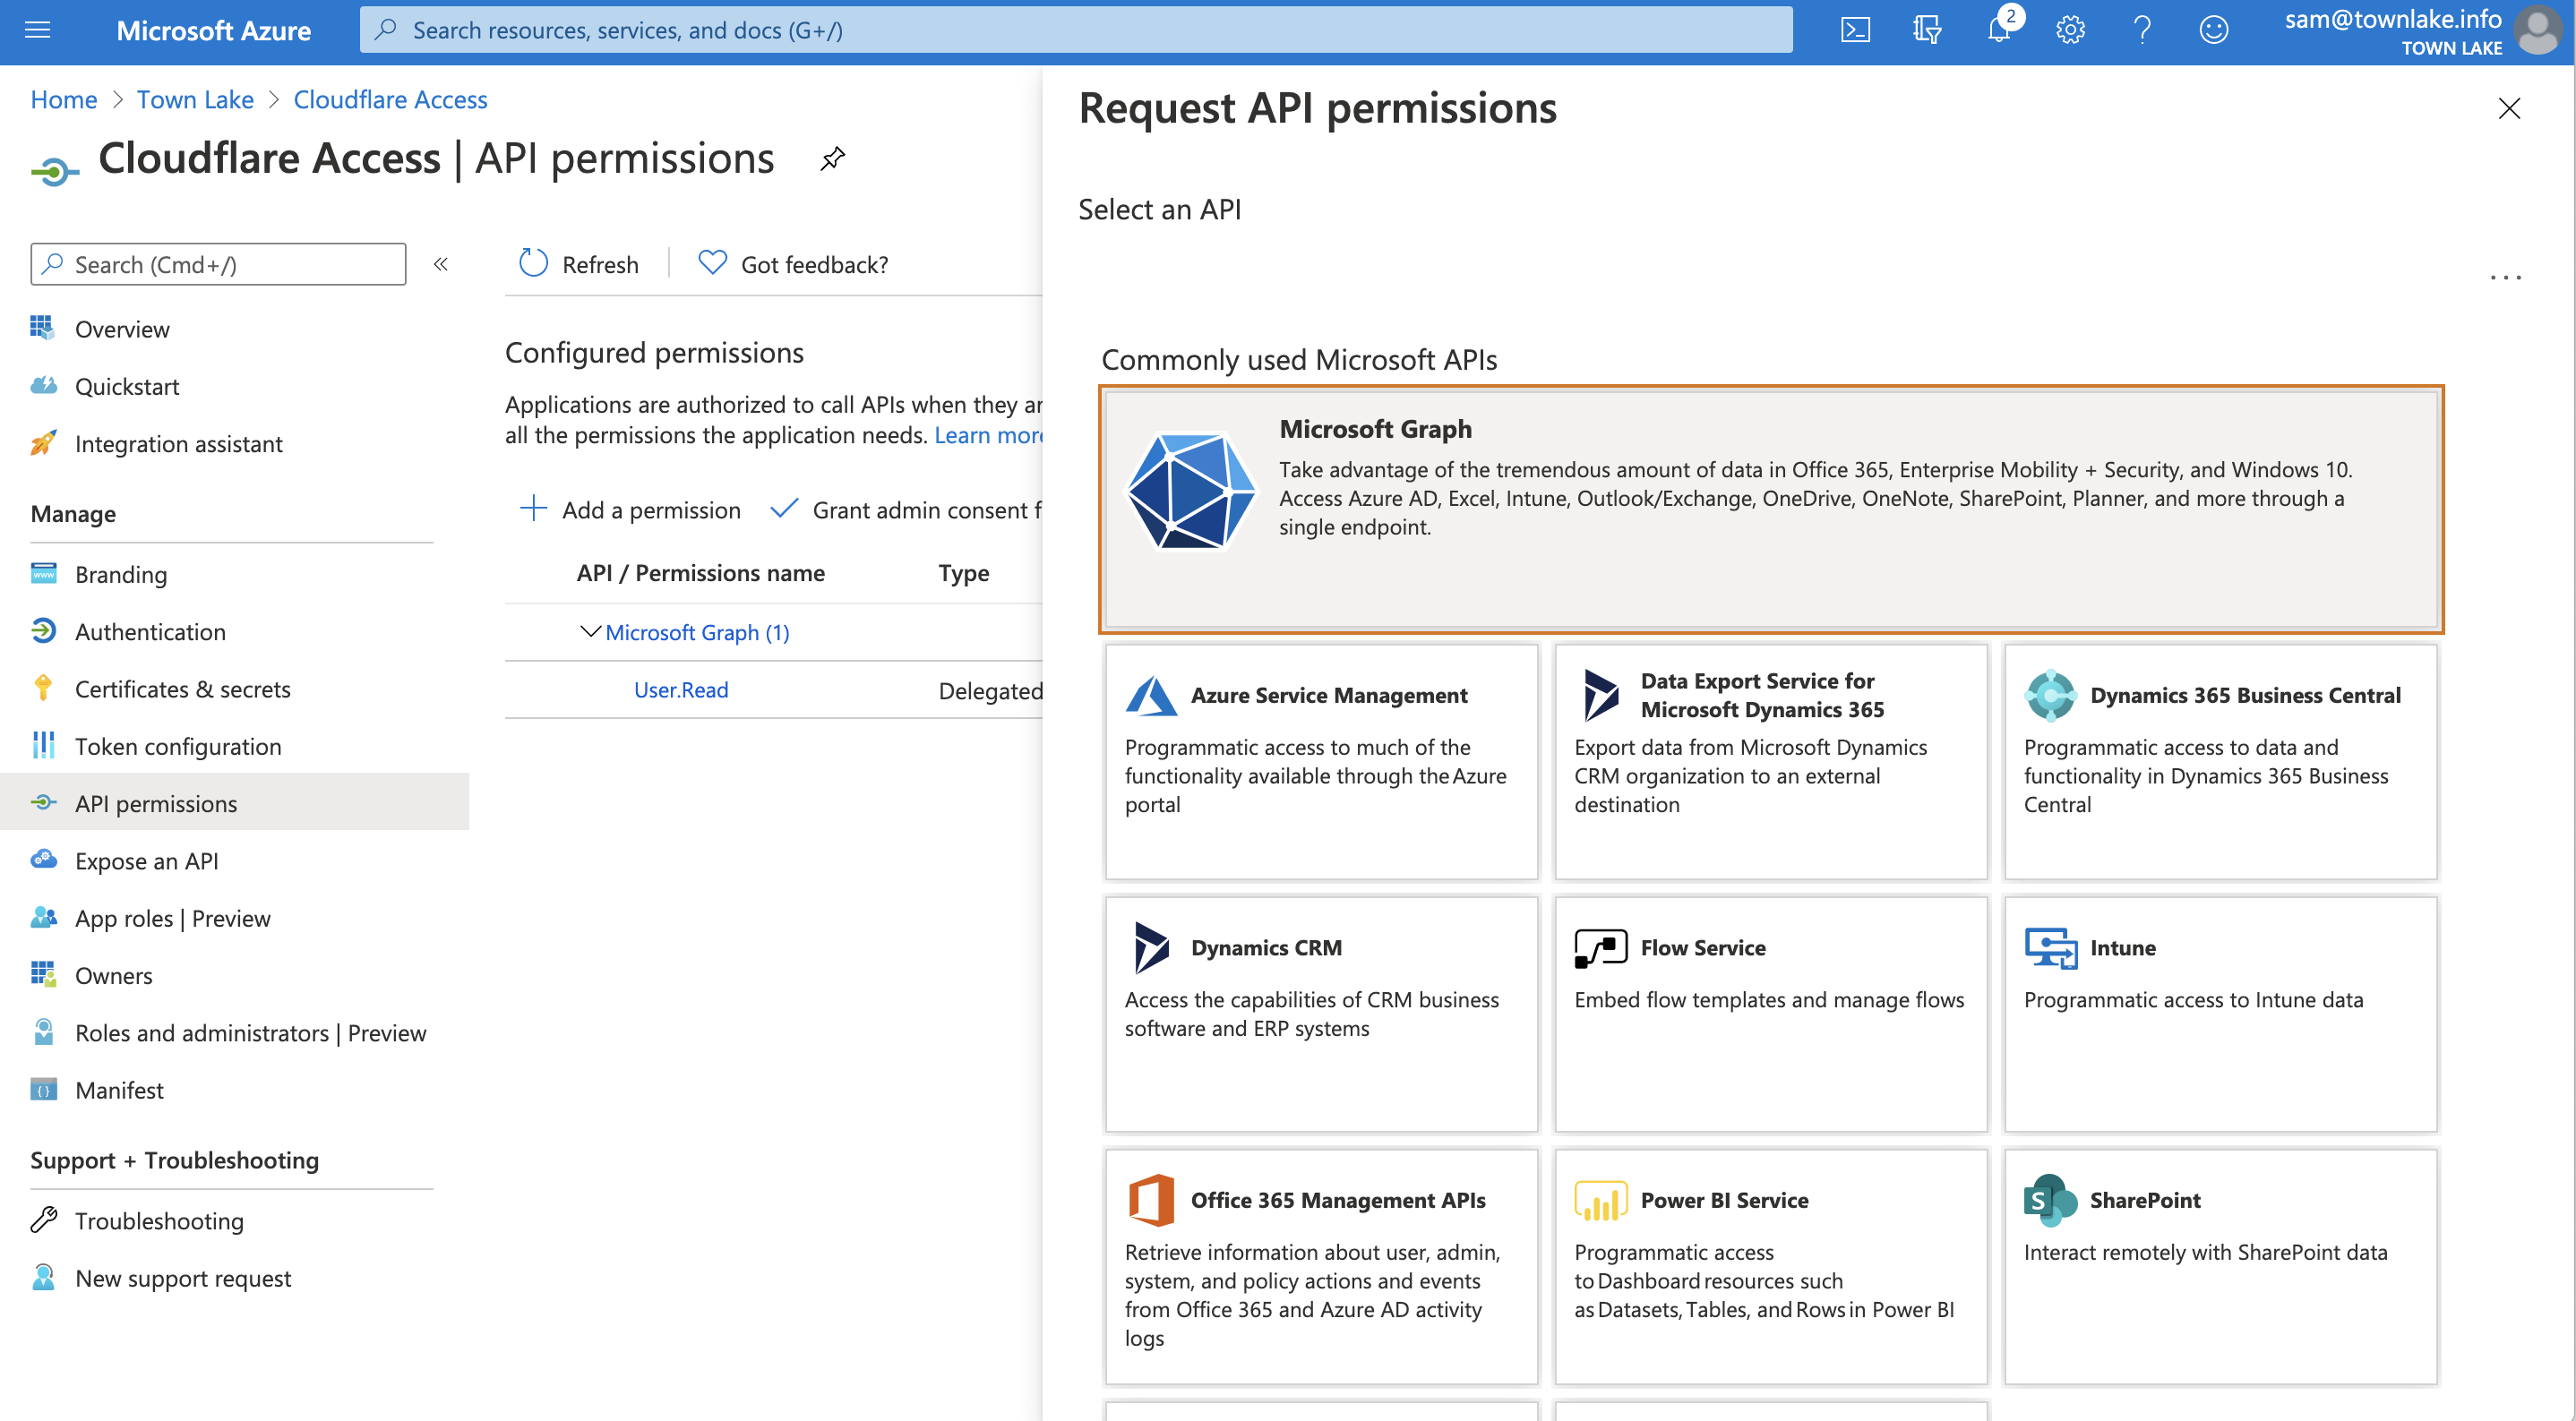 Microsoft Azure
Search resources, services, and docs (G+/)
2
sam@townlake.info
TOWN LAKE
Home > Town Lake > Cloudflare Access
Cloudflare Access | API permissions
Search (Cmd+/)
«
Overview
Quickstart
Integration assistant
Manage
Branding
Authentication
Certificates & secrets
Token configuration
API permissions
Expose an API
App roles | Preview
Owners
Roles and administrators | Preview
Manifest
Support + Troubleshooting
Troubleshooting
New support request
Refresh
Got feedback?
Configured permissions
Applications are authorized to call APIs when they ar
all the permissions the application needs. Learn more
Add a permission
Grant admin consent f
API / Permissions name
Type
Microsoft Graph (1)
User.Read
Delegated
Request API permissions
Select an API
...
Commonly used Microsoft APIs
Microsoft Graph
Take advantage of the tremendous amount of data in Office 365, Enterprise Mobility + Security, and Windows 10.
Access Azure AD, Excel, Intune, Outlook/Exchange, OneDrive, OneNote, SharePoint, Planner, and more through a
single endpoint.
Azure Service Management
Programmatic access to much of the
functionality available through the Azure
portal
Data Export Service for
Microsoft Dynamics 365
Export data from Microsoft Dynamics
CRM organization to an external
destination
Dynamics 365 Business Central
Programmatic access to data and
functionality in Dynamics 365 Business
Central
Dynamics CRM
Access the capabilities of CRM business
software and ERP systems
Flow Service
Embed flow templates and manage flows
Intune
Programmatic access to Intune data
Office 365 Management APIs
Retrieve information about user, admin,
system, and policy actions and events
from Office 365 and Azure AD activity
logs
Power BI Service
Programmatic access
to Dashboard resources such
as Datasets, Tables, and Rows in Power BI
SharePoint
Interact remotely with SharePoint data